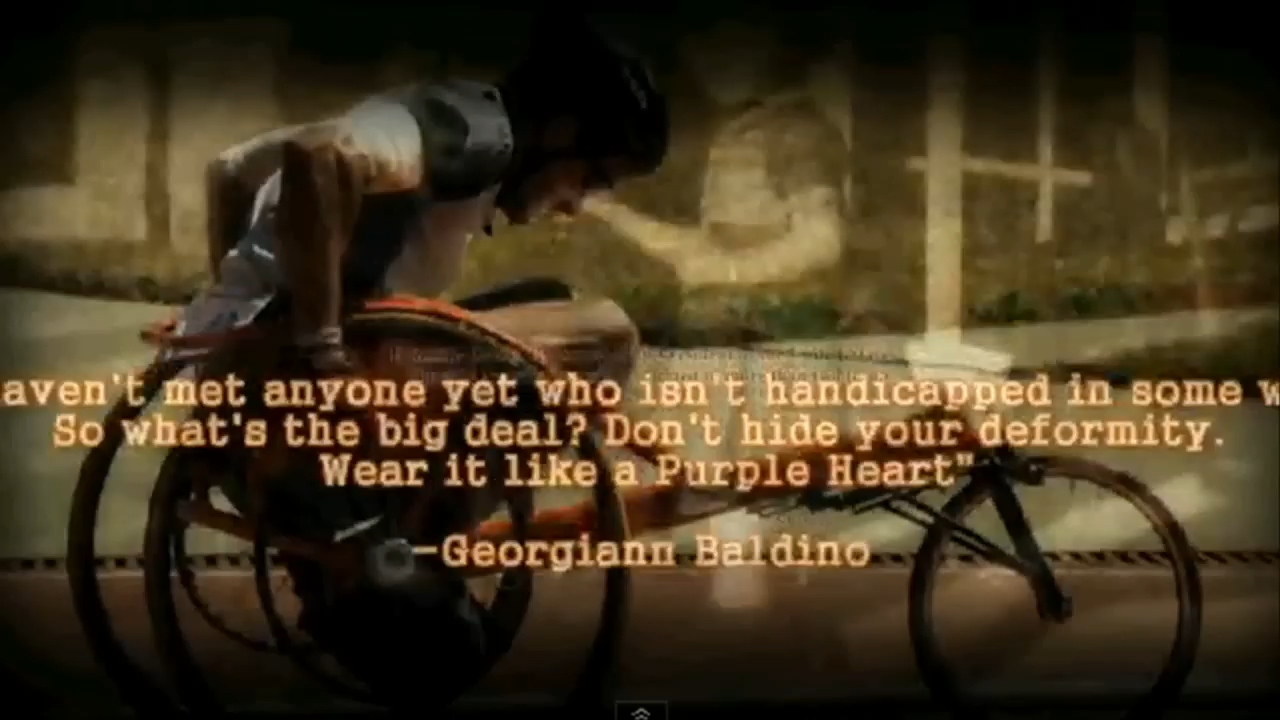 aven't met anyone yet who isn't handicapped in some w
So what's the big deal? Don't hide your deformity.
Wear it like a Purple Heart"
—Georgiann Baldino